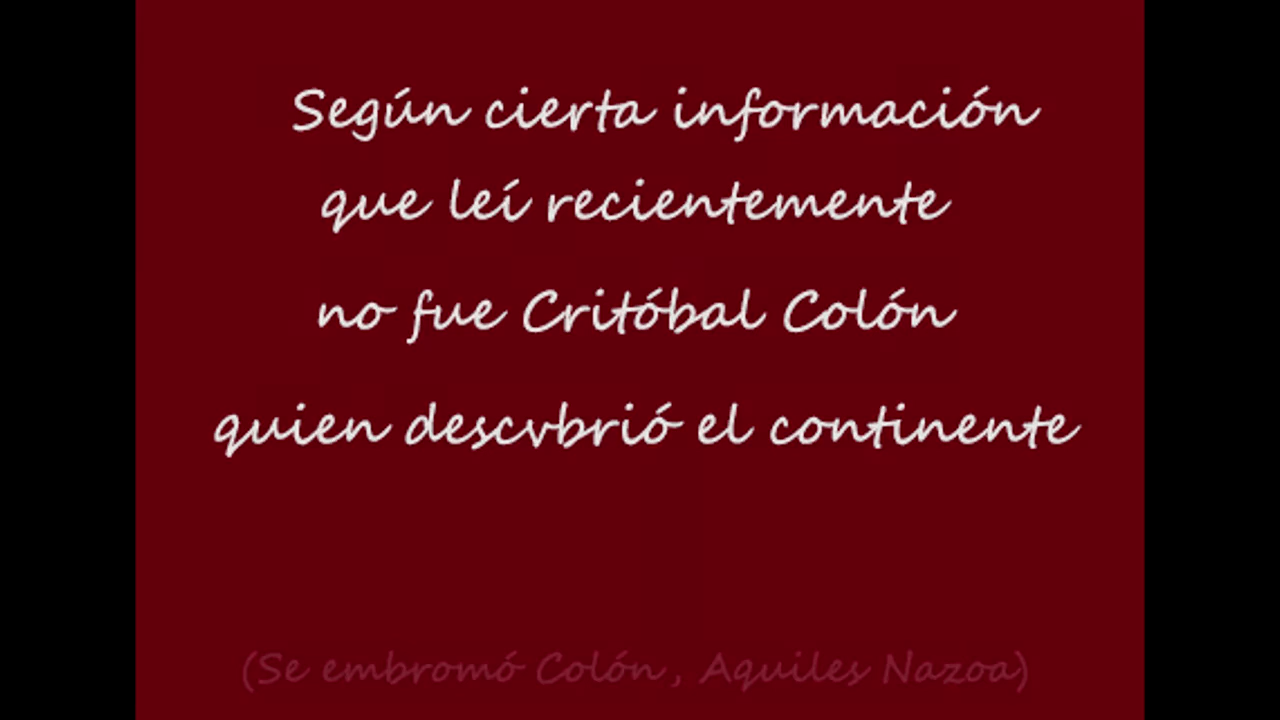 Según cierta información
que leí recientemente
no fue Critóbal Colón
quien descvbrió el continente
(Se embromó Colón, Aquiles Nazoa)